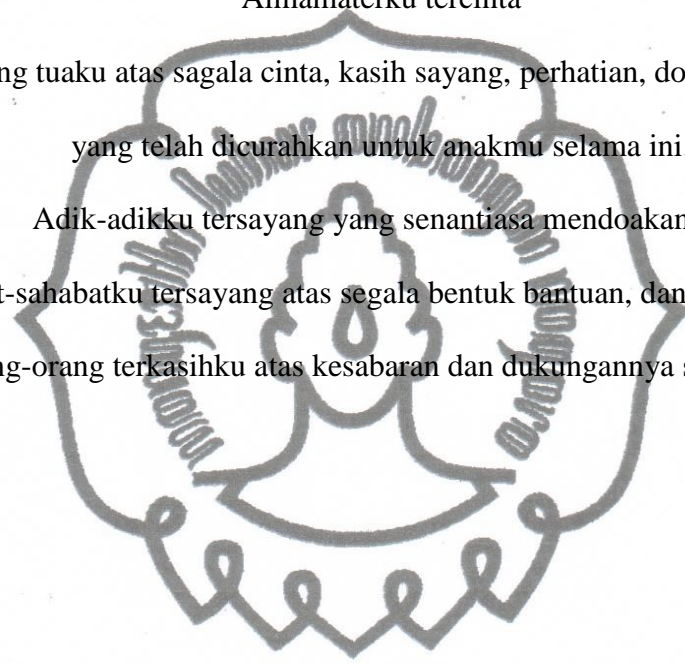 Almamaterku tercinta
ng tuaku atas sagala cinta, kasih sayang, perhatian, do
yang telah dicurahkan untuk anakmu selama ini
Adik-adikku tersayang yang senantiasa mendoakan
t-sahabatku tersayang atas segala bentuk bantuan, dan
ng-orang terkasihku atas kesabaran dan dukungannya s